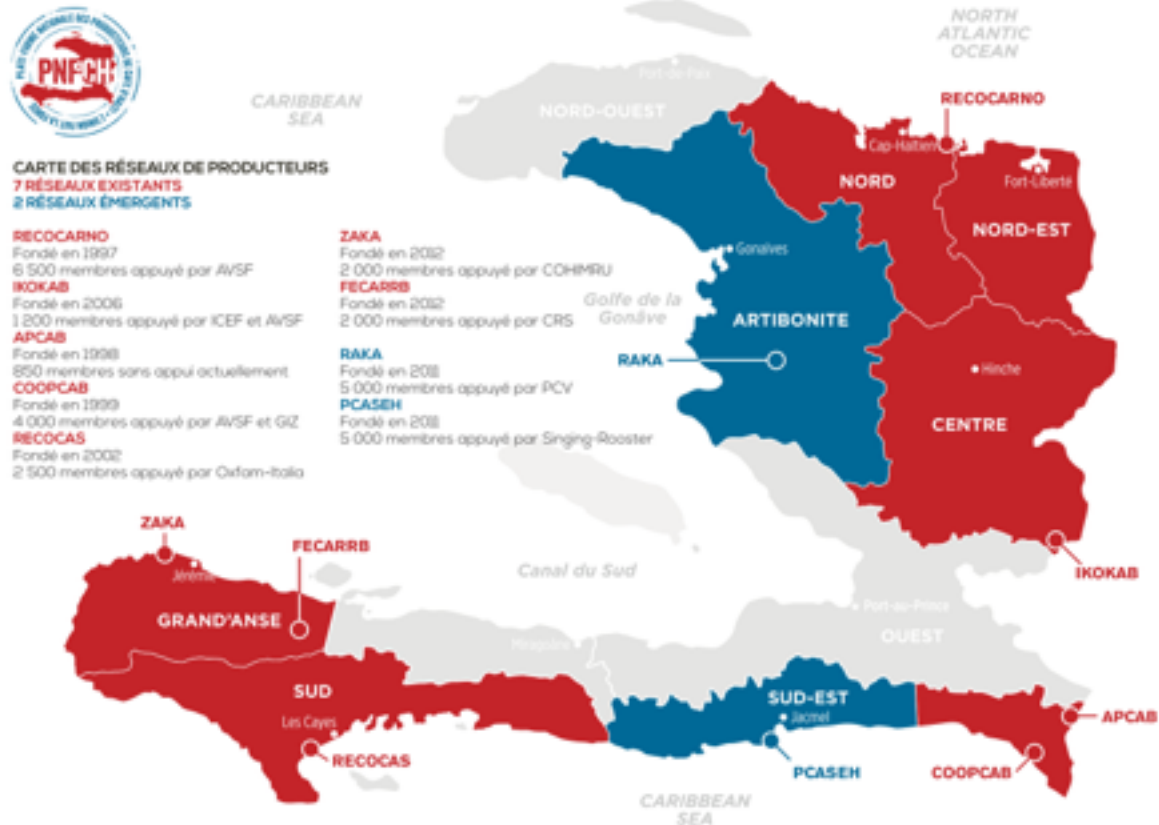 PNPCH
CARTE DES RÉSEAUX DE PRODUCTEURS
7 RÉSEAUX EXISTANTS
2 RÉSEAUX ÉMERGENTS
RECOCARNO
Fondé en 1997
6 500 membres appuyé par AVSF
IKOKAB
Fondé en 2006
1 200 membres appuyé par ICEF et AVSF
APCAB
Fondé en 1998
850 membres sans appui actuellement
COOPCAB
Fondé en 1999
4 000 membres appuyé par AVSF et GIZ
RECOCAS
Fondé en 2002
2 500 membres appuyé par Oxfam-Italia
ZAKA
Fondé en 2012
2 000 membres appuyé par COHIMRU
FECARRB
Fondé en 2012
2 000 membres appuyé par CRS
RAKA
Fondé en 2011
5 000 membres appuyé par PCV
PCASEH
Fondé en 2011
5 000 membres appuyé par Singing-Rooster
NORTH
ATLANTIC
OCEAN
CARIBBEAN
SEA
Port-de-Paix
NORD-OUEST
RECOCARNO
Cap-Haïtien
NORD
Fort-Liberté
NORD-EST
Gonaïves
Golfe de la
Gonâve
ARTIBONITE
RAKA
Hinche
CENTRE
IKOKAB
ZAKA
FECARRB
Jérémie
GRAND'ANSE
Canal du Sud
Port-au-Prince
OUEST
Miragoâne
SUD
Les Cayes
RECOCAS
SUD-EST
Jacmel
PCASEH
APCAB
COOPCAB
CARIBBEAN
SEA